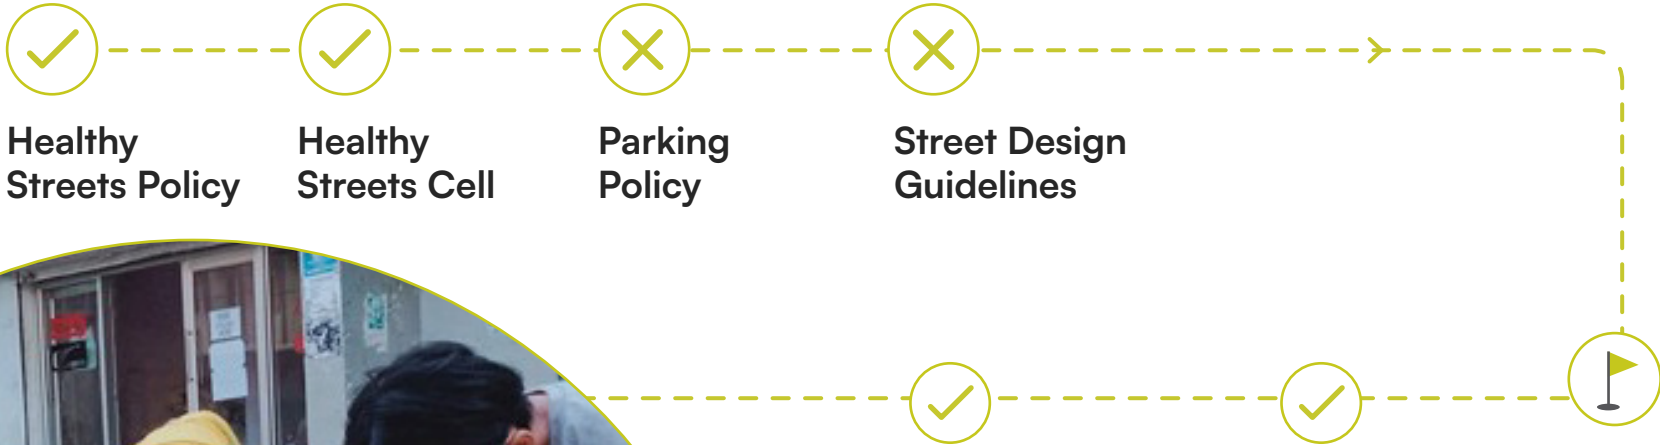 Healthy
Streets Policy
Healthy
Streets Cell
Parking
Policy
Street Design
Guidelines